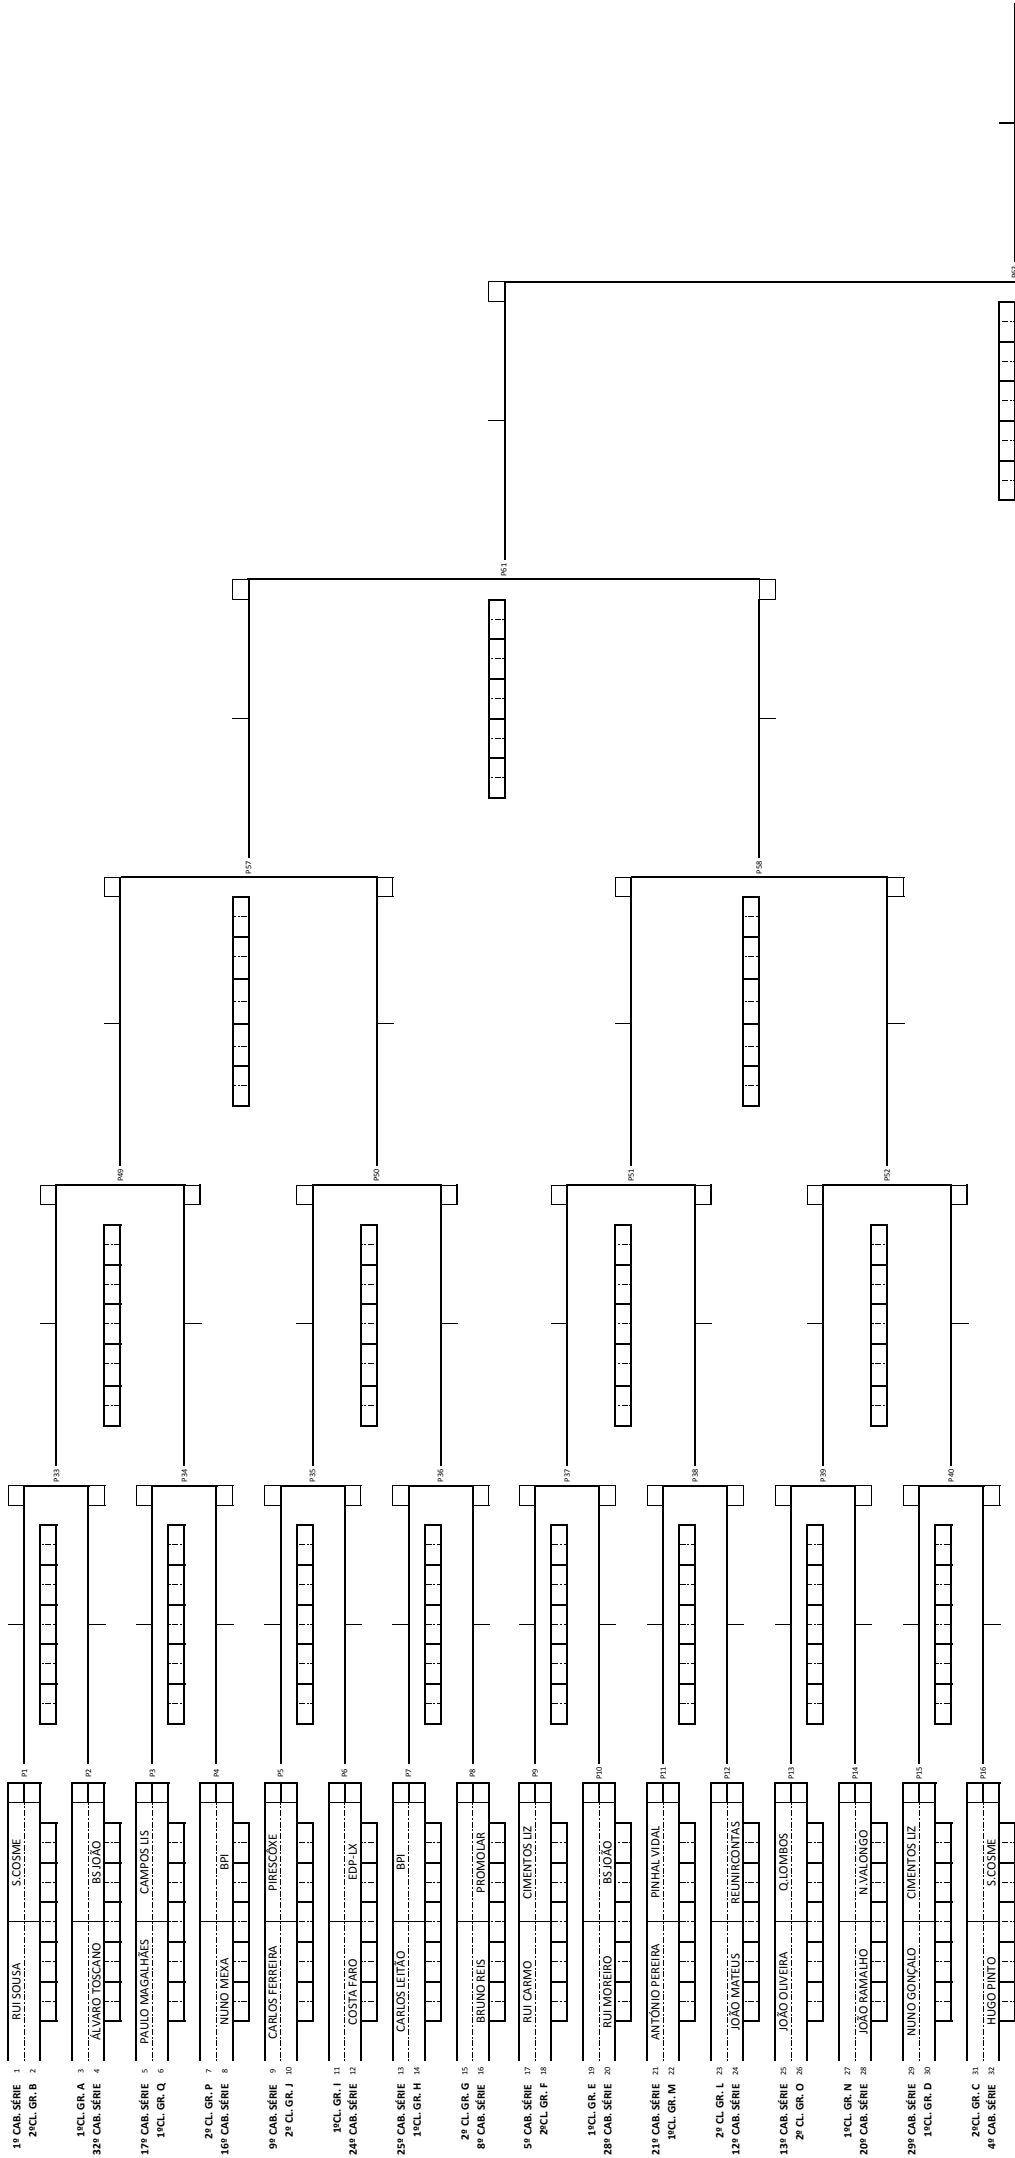 1º CAB. SÉRIE 1 RUI SOUSA S.COSME
2ºCL. GR. B 2
P1
1ºCL. GR. A 3
32º CAB. SÉRIE 4 ÁLVARO TOSCANO BS JOÃO
P2
17º CAB. SÉRIE 5 PAULO MAGALHÃES CAMPOS LIS
1ºCL. GR. Q 6
P3
2º CL. GR. P 7
16º CAB. SÉRIE 8 NUNO MEXA BPI
P4
9º CAB. SÉRIE 9 CARLOS FERREIRA PIRESCÔXE
2º CL. GR. J 10
P5
1ºCL. GR. I 11
24º CAB. SÉRIE 12 COSTA FARO EDP-LX
P6
25º CAB. SÉRIE 13 CARLOS LEITÃO BPI
1ºCL. GR. H 14
P7
2º CL. GR. G 15
8º CAB. SÉRIE 16 BRUNO REIS PROMOLAR
P8
5º CAB. SÉRIE 17 RUI CARMO CIMENTOS LIZ
2ºCL. GR. F 18
P9
1ºCL. GR. E 19
28º CAB. SÉRIE 20 RUI MOREIRO BS JOÃO
P10
21º CAB. SÉRIE 21 ANTÓNIO PEREIRA PINHAL VIDAL
1ºCL. GR. M 22
P11
2º CL. GR. L 23
12º CAB. SÉRIE 24 JOÃO MATEUS REUNIRCONTAS
P12
13º CAB. SÉRIE 25 JOÃO OLIVEIRA Q.LOMBOS
2º CL. GR. O 26
P13
1ºCL. GR. N 27
20º CAB. SÉRIE 28 JOÃO RAMALHO N.VALONGO
P14
29º CAB. SÉRIE 29 NUNO GONÇALO CIMENTOS LIZ
1ºCL. GR. D 30
P15
2ºCL. GR. C 31
4º CAB. SÉRIE 32 HUGO PINTO S.COSME
P16
P33
P34
P35
P36
P37
P38
P39
P40
P49
P50
P51
P52
P57
P58
P61